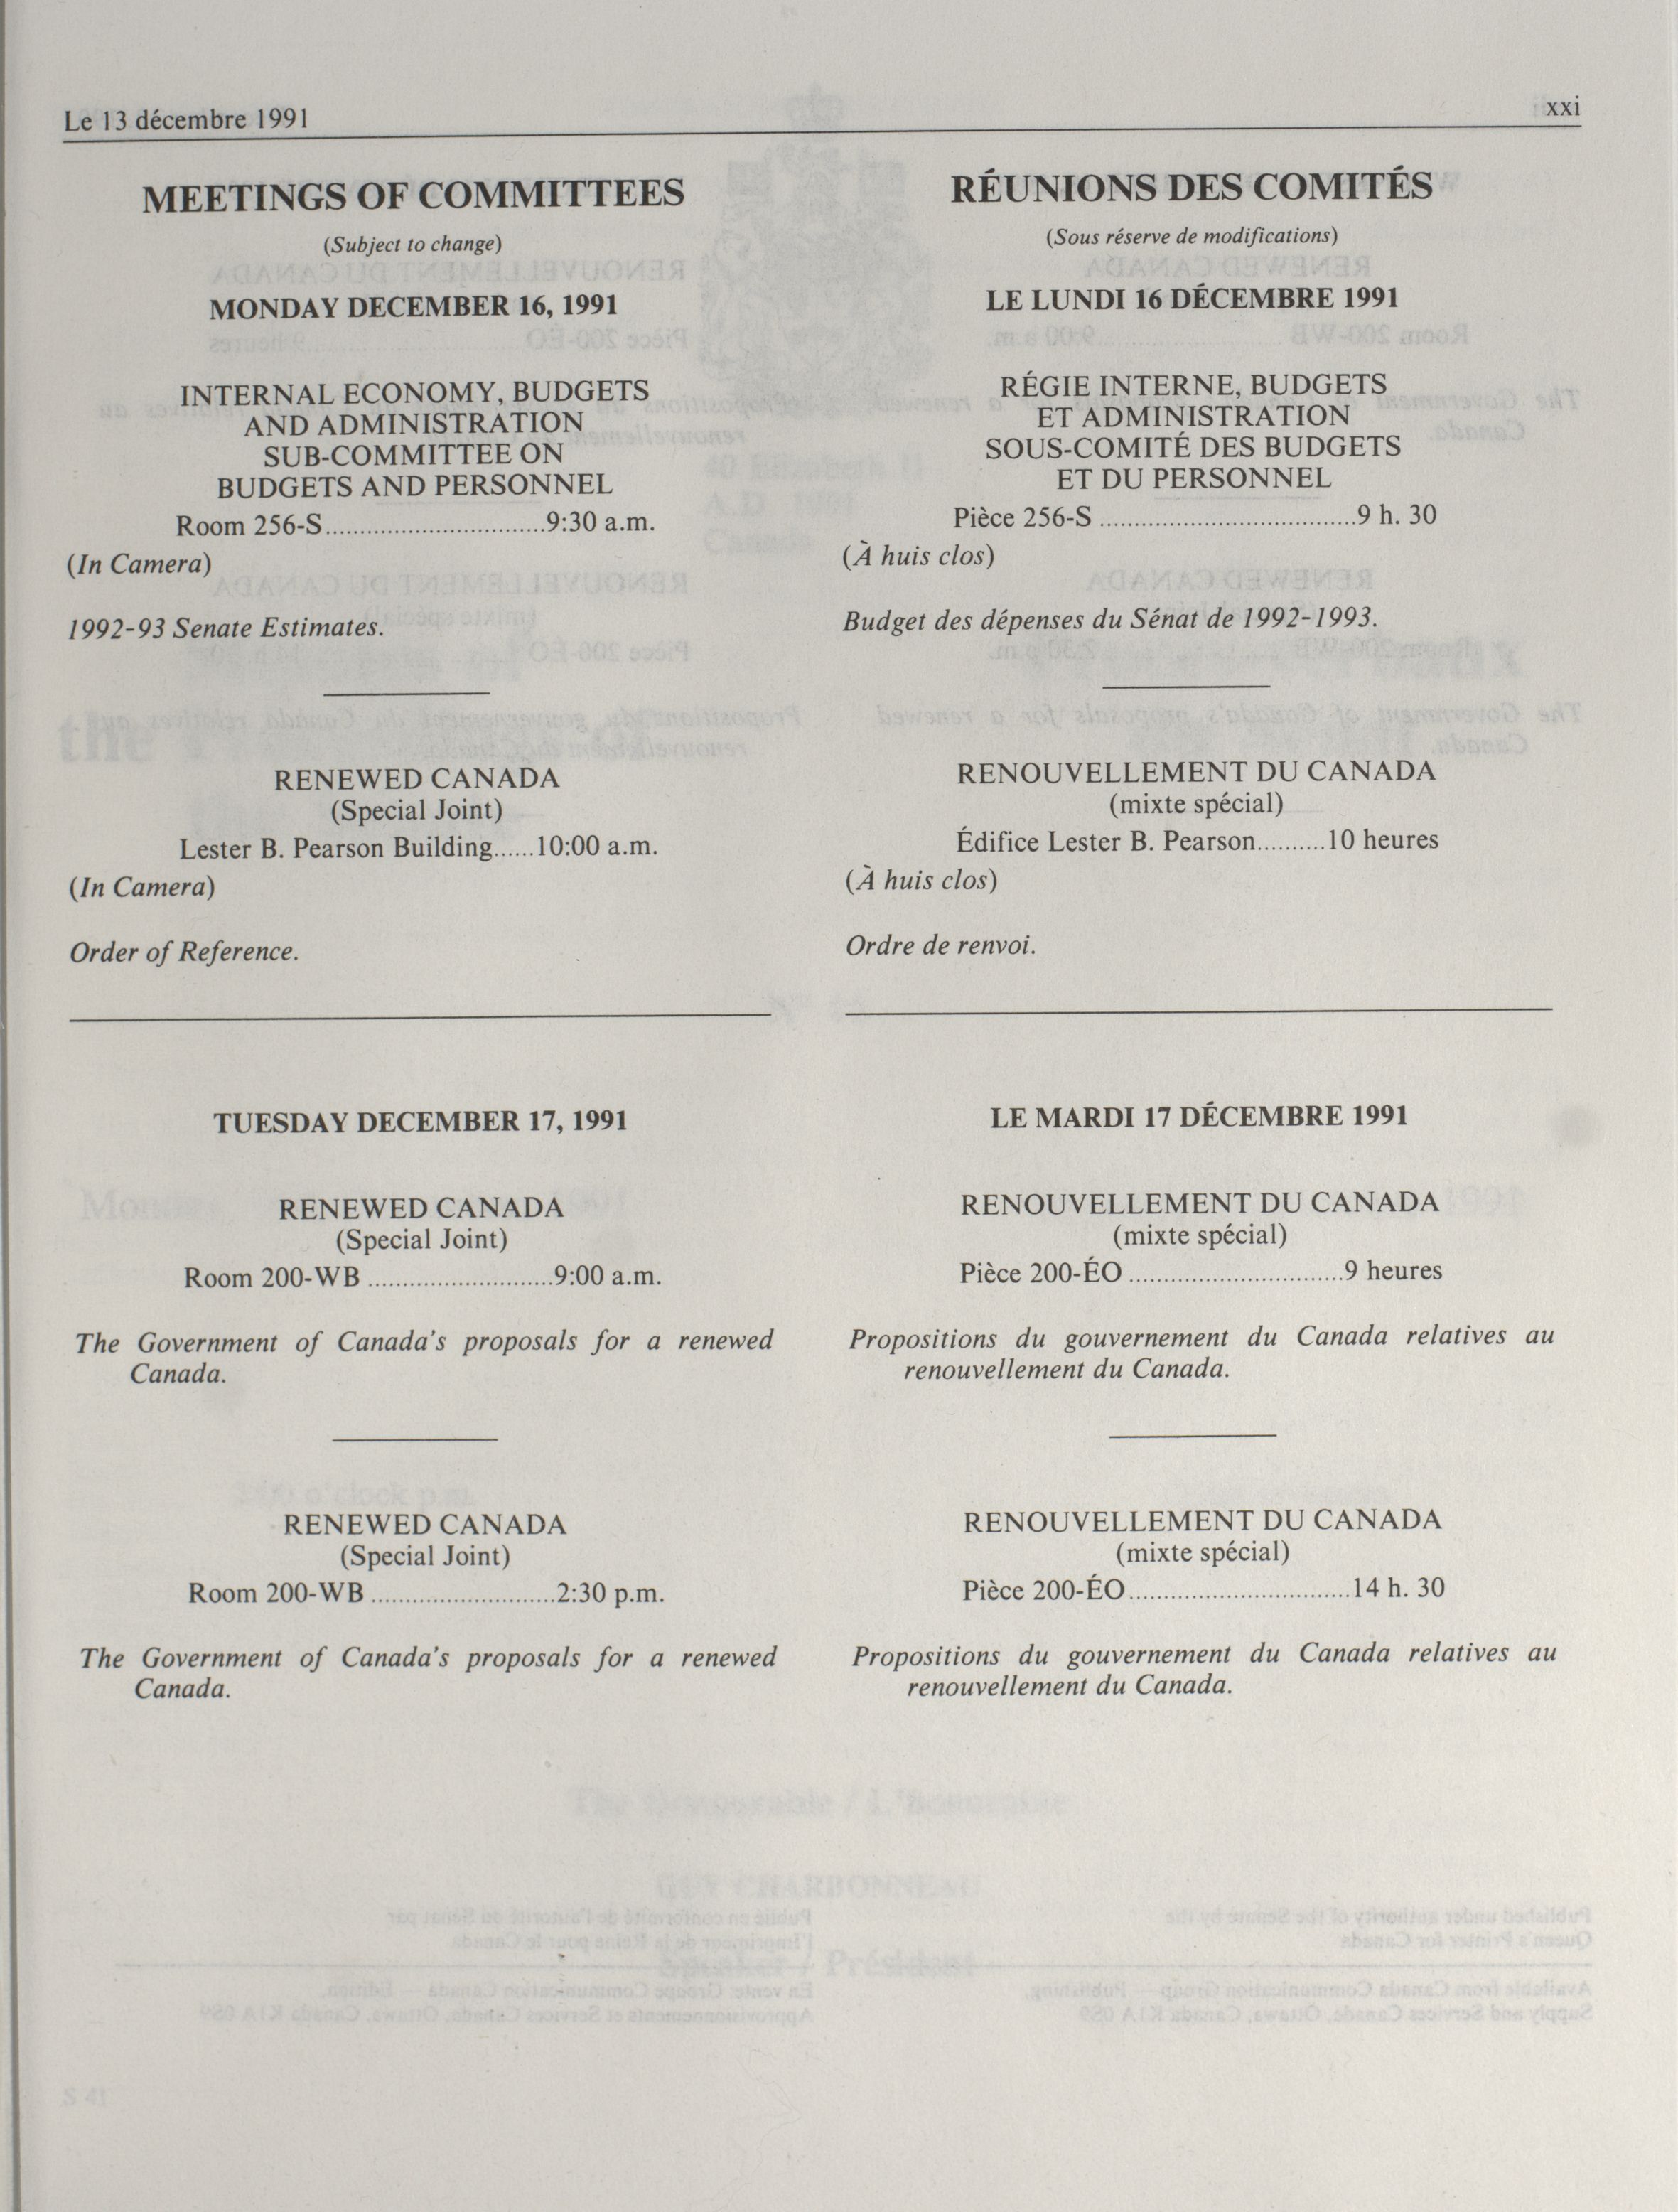 Le 13 décembre 1991
xxi
MEETINGS OF COMMITTEES
(Subject to change)
MONDAY DECEMBER 16, 1991
INTERNAL ECONOMY, BUDGETS
AND ADMINISTRATION
SUB-COMMITTEE ON
BUDGETS AND PERSONNEL
Room 256-S................................9:30 a.m.
(In Camera)
1992-93 Senate Estimates.
RENEWED CANADA
(Special Joint)
Lester B. Pearson Building......10:00 a.m.
(In Camera)
Order of Reference.
TUESDAY DECEMBER 17, 1991
RENEWED CANADA
(Special Joint)
Room 200-WB ...........................9:00 a.m.
The Government of Canada's proposals for a renewed
Canada.
RENEWED CANADA
(Special Joint)
Room 200-WB ...........................2:30 p.m.
The Government of Canada's proposals for a renewed
Canada.
RÉUNIONS DES COMITÉS
(Sous réserve de modifications)
LE LUNDI 16 DÉCEMBRE 1991
RÉGIE INTERNE, BUDGETS
ET ADMINISTRATION
SOUS-COMITÉ DES BUDGETS
ET DU PERSONNEL
Pièce 256-S .....................................9 h. 30
(À huis clos)
Budget des dépenses du Sénat de 1992-1993.
RENOUVELLEMENT DU CANADA
(mixte spécial)
Édifice Lester B. Pearson..........10 heures
(À huis clos)
Ordre de renvoi.
LE MARDI 17 DÉCEMBRE 1991
RENOUVELLEMENT DU CANADA
(mixte spécial)
Pièce 200-ÉO ...............................9 heures
Propositions du gouvernement du Canada relatives au
renouvellement du Canada.
RENOUVELLEMENT DU CANADA
(mixte spécial)
Pièce 200-ÉO................................14 h. 30
Propositions du gouvernement du Canada relatives au
renouvellement du Canada.